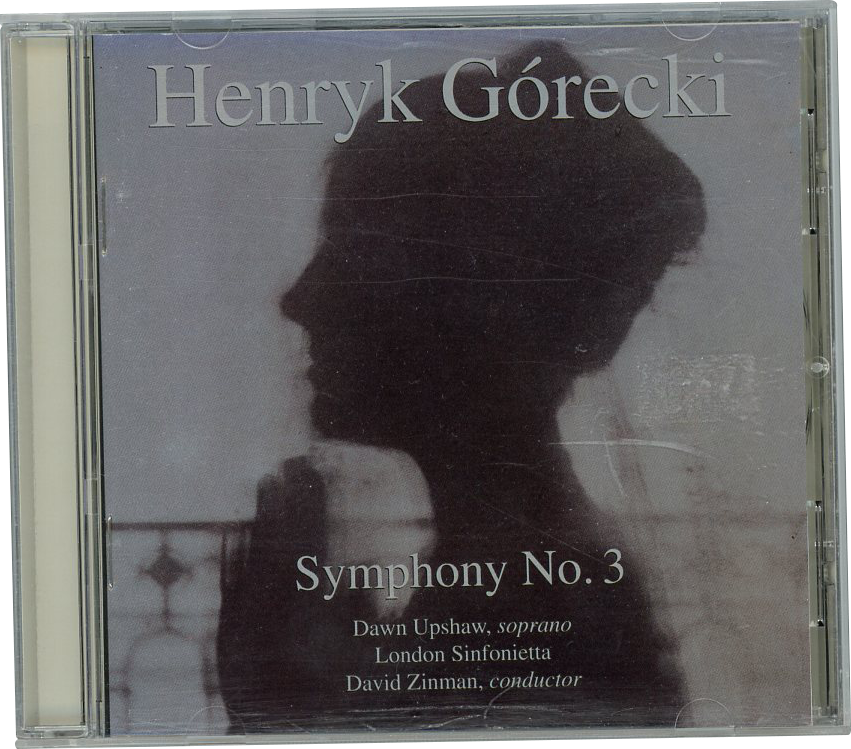 Henryk Górecki
Symphony No. 3
Dawn Upshaw, soprano
London Sinfonietta
David Zinman, conductor